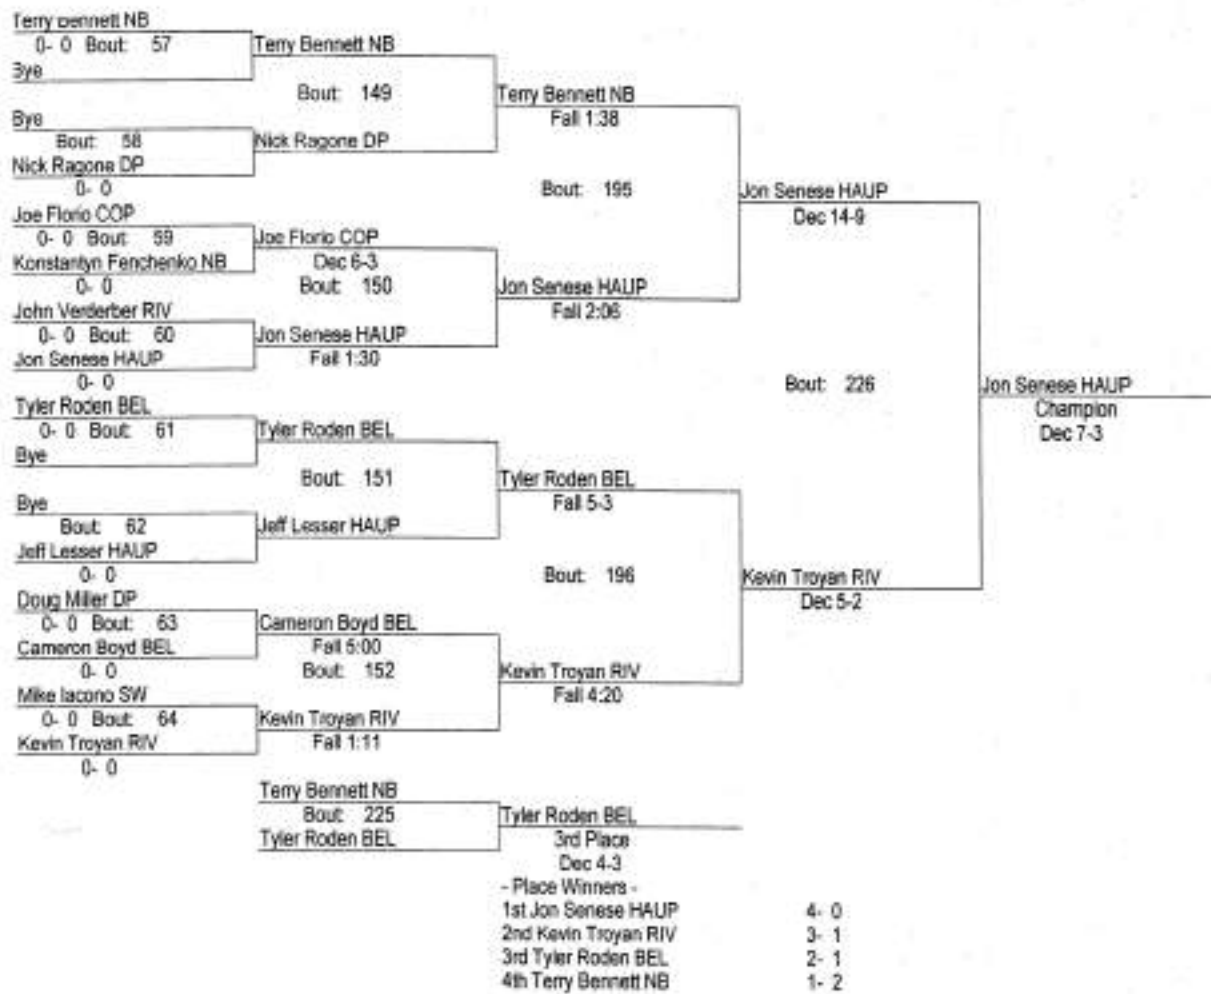 Terry Bennett NB
0- 0 Bout: 57
Bye
Terry Bennett NB
Bout: 149
Bye
Bout: 58
Nick Ragone DP
0- 0
Nick Ragone DP
Terry Bennett NB
Fall 1:38
Bout: 195
Joe Florio COP
0- 0 Bout: 59
Konstantyn Fenchenko NB
0- 0
Joe Florio COP
Dec 6-3
Bout: 150
John Verderber RIV
0- 0 Bout: 60
Jon Senese HAUP
0- 0
Jon Senese HAUP
Fall 1:30
Jon Senese HAUP
Fall 2:06
Jon Senese HAUP
Dec 14-9
Bout: 226
Jon Senese HAUP
Champion
Dec 7-3
Tyler Roden BEL
0- 0 Bout: 61
Bye
Tyler Roden BEL
Bout: 151
Bye
Bout: 62
Jeff Lesser HAUP
0- 0
Jeff Lesser HAUP
Tyler Roden BEL
Fall 5-3
Bout: 196
Kevin Troyan RIV
Dec 5-2
Doug Miller DP
0- 0 Bout: 63
Cameron Boyd BEL
0- 0
Cameron Boyd BEL
Fall 5:00
Bout: 152
Mike Iacono SW
0- 0 Bout: 64
Kevin Troyan RIV
0- 0
Kevin Troyan RIV
Fall 1:11
Kevin Troyan RIV
Fall 4:20
Terry Bennett NB
Bout: 225
Tyler Roden BEL
Tyler Roden BEL
3rd Place
Dec 4-3
- Place Winners -
1st Jon Senese HAUP 4- 0
2nd Kevin Troyan RIV 3- 1
3rd Tyler Roden BEL 2- 1
4th Terry Bennett NB 1- 2